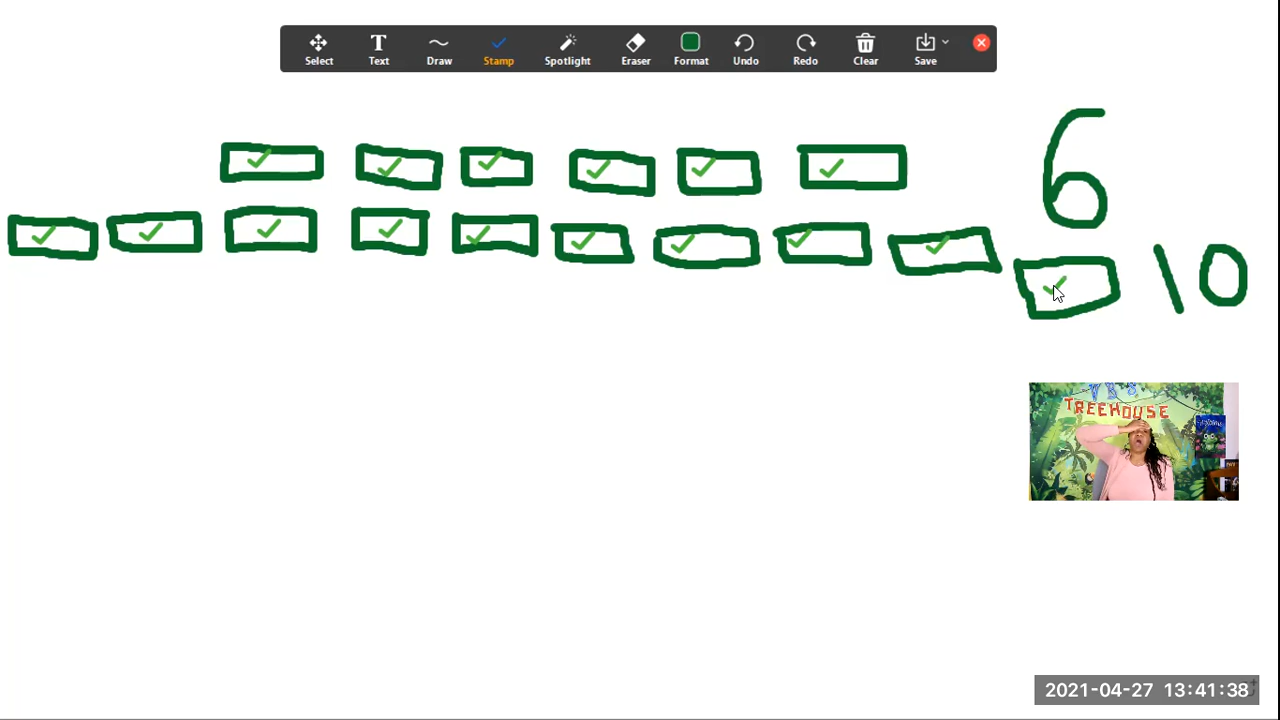 Select Text Draw Stamp Spotlight Eraser Format Undo Redo Clear Save
6
10
TREEHOUSE
2021-04-27 13:41:38